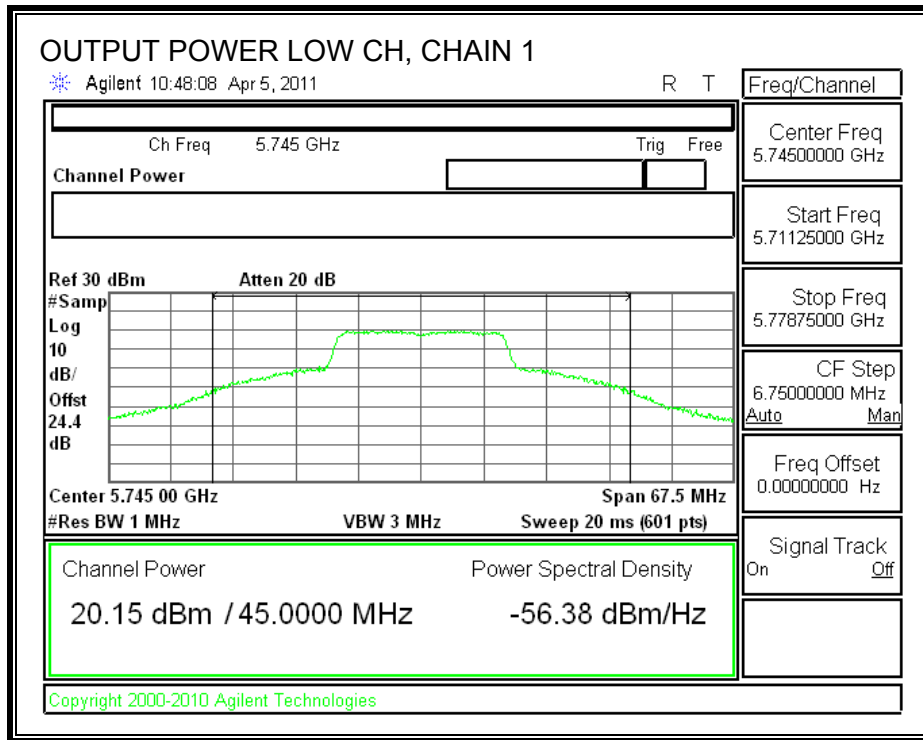 OUTPUT POWER LOW CH, CHAIN 1
Agilent 10:48:08 Apr 5, 2011 R T
Freq/Channel
Ch Freq 5.745 GHz Trig Free
Channel Power
Center Freq
5.74500000 GHz
Start Freq
5.71125000 GHz
Stop Freq
5.77875000 GHz
CF Step
6.75000000 MHz
Auto Man
Freq Offset
0.00000000 Hz
Signal Track
On Off
Ref 30 dBm Atten 20 dB
#Samp
Log
10
dB/
Offst
24.4
dB
Center 5.745 00 GHz Span 67.5 MHz
#Res BW 1 MHz VBW 3 MHz Sweep 20 ms (601 pts)
Channel Power Power Spectral Density
20.15 dBm / 45.0000 MHz -56.38 dBm/Hz
Copyright 2000-2010 Agilent Technologies